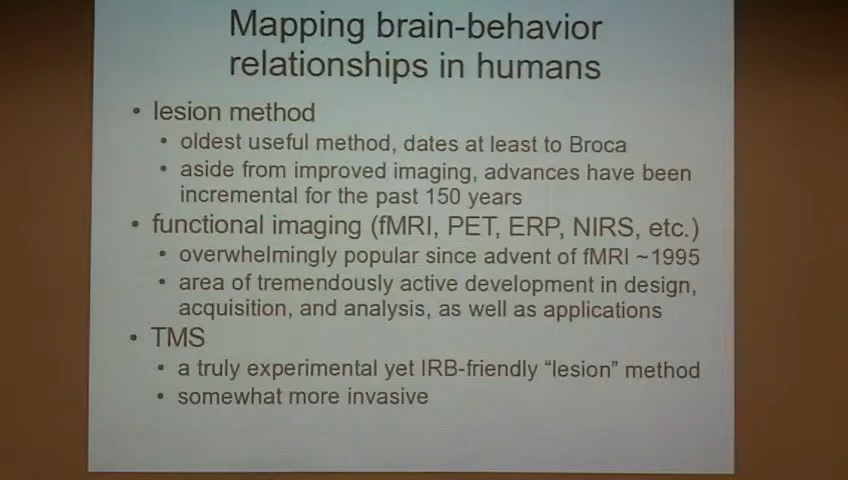 Mapping brain-behavior
relationships in humans
• lesion method
• oldest useful method, dates at least to Broca
• aside from improved imaging, advances have been
incremental for the past 150 years
• functional imaging (fMRI, PET, ERP, NIRS, etc.)
• overwhelmingly popular since advent of fMRI ~1995
• area of tremendously active development in design,
acquisition, and analysis, as well as applications
• TMS
• a truly experimental yet IRB-friendly “lesion” method
• somewhat more invasive